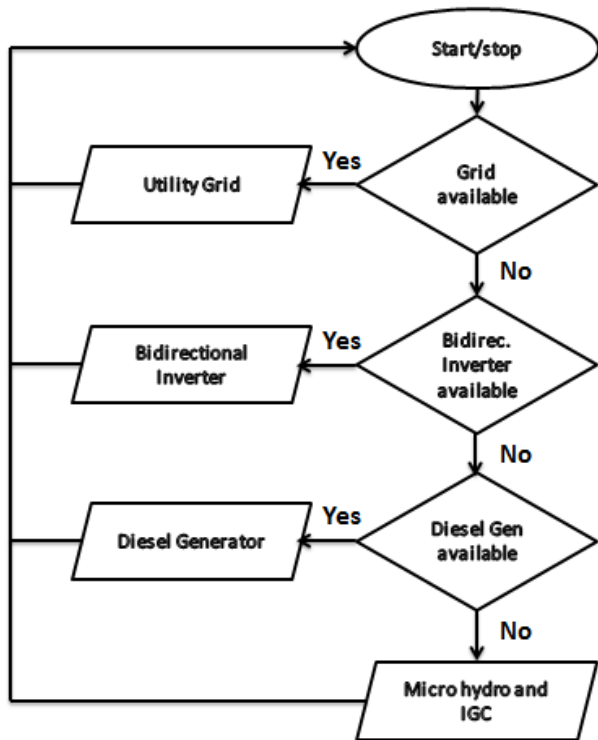 Start/stop
Yes
Utility Grid
Grid
available
No
Yes
Bidirectional
Inverter
Bidirec.
Inverter
available
No
Yes
Diesel Generator
Diesel Gen
available
No
Micro hydro and
IGC